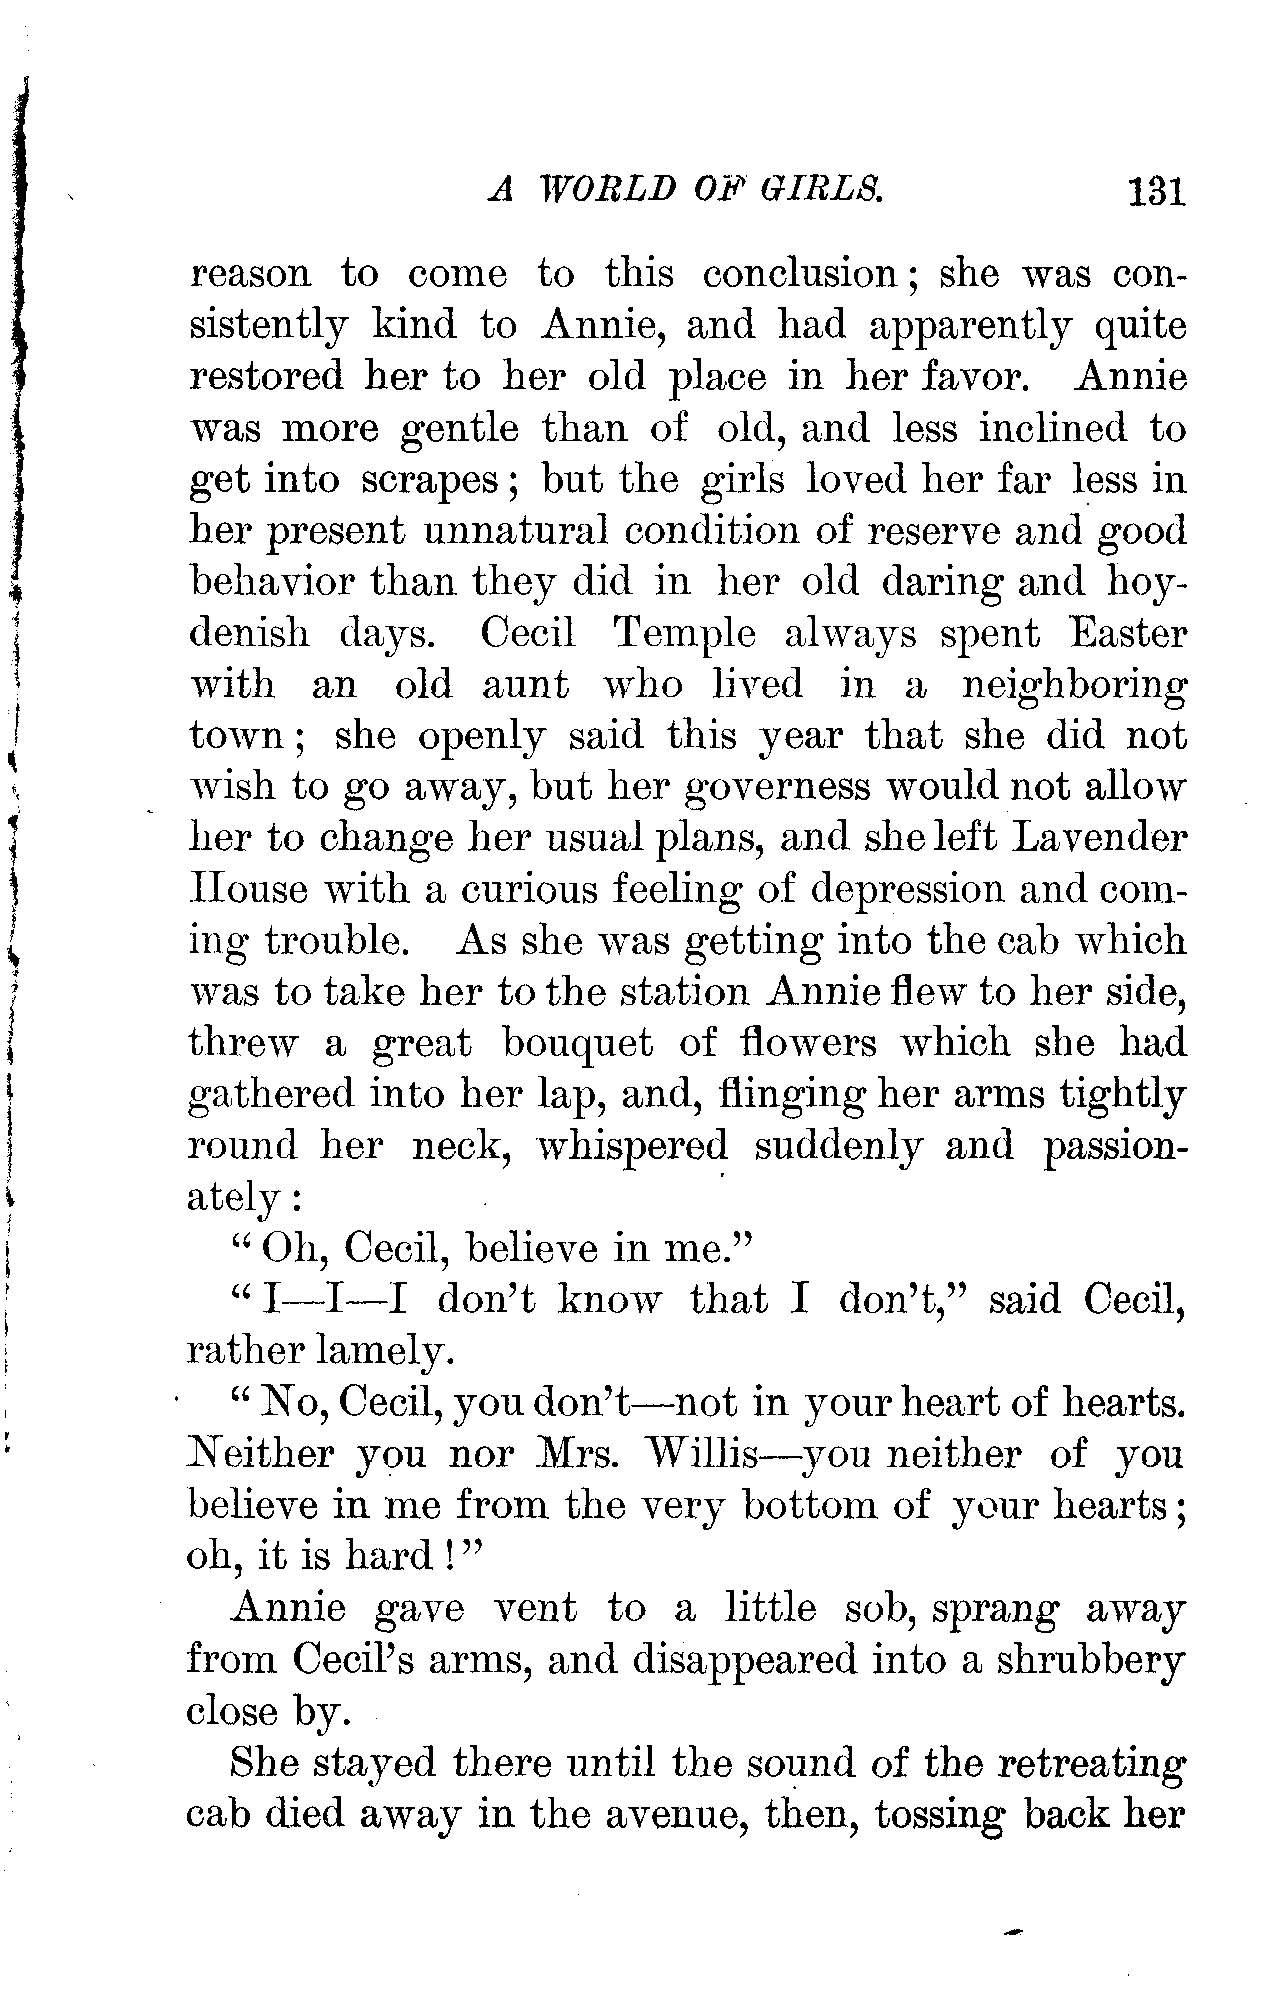 A WORLD OF GIRLS. 131
reason to come to this conclusion; she was con-
sistently kind to Annie, and had apparently quite
restored her to her old place in her favor. Annie
was more gentle than of old, and less inclined to
get into scrapes; but the girls loved her far less in
her present unnatural condition of reserve and good
behavior than they did in her old daring and hoy-
denish days. Cecil Temple always spent Easter
with an old aunt who lived in a neighboring
town; she openly said this year that she did not
wish to go away, but her governess would not allow
her to change her usual plans, and she left Lavender
House with a curious feeling of depression and com-
ing trouble. As she was getting into the cab which
was to take her to the station Annie flew to her side,
threw a great bouquet of flowers which she had
gathered into her lap, and, flinging her arms tightly
round her neck, whispered suddenly and passion-
ately:
"Oh, Cecil, believe in me."
"I—I—I don't know that I don't," said Cecil,
rather lamely.
"No, Cecil, you don't—not in your heart of hearts.
Neither you nor Mrs. Willis—you neither of you
believe in me from the very bottom of your hearts;
oh, it is hard!"
Annie gave vent to a little sob, sprang away
from Cecil's arms, and disappeared into a shrubbery
close by.
She stayed there until the sound of the retreating
cab died away in the avenue, then, tossing back her